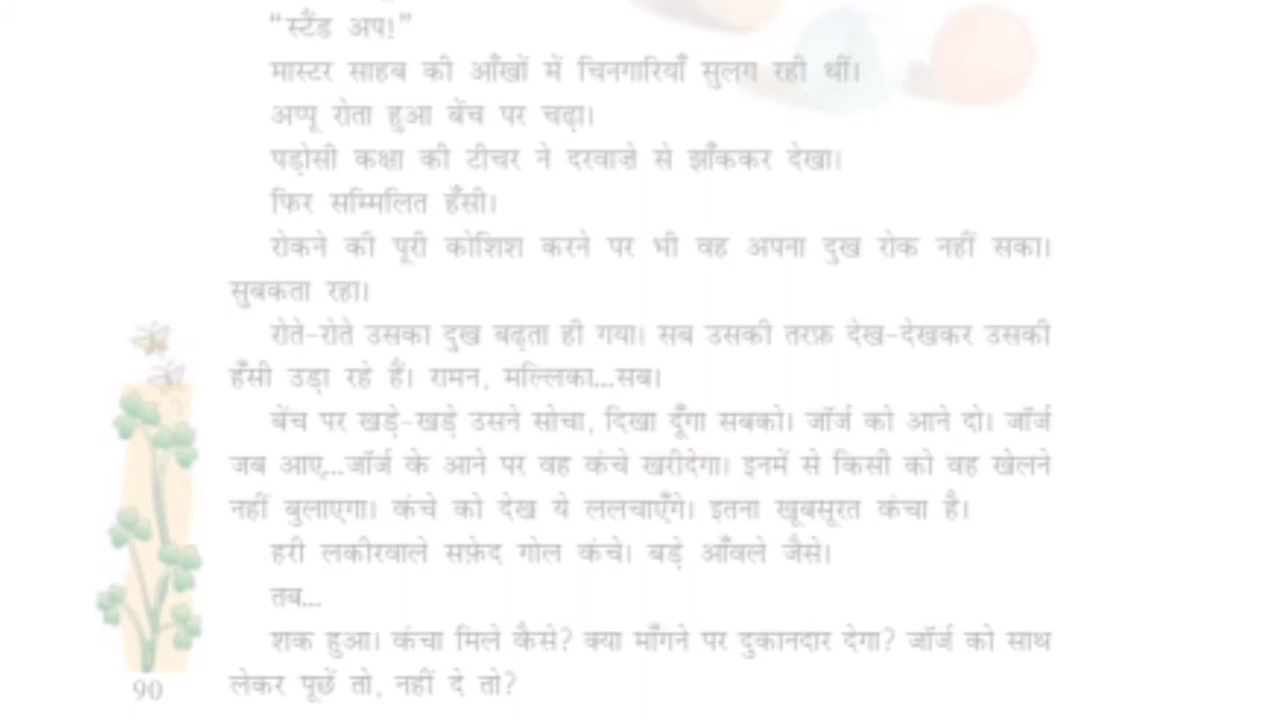 “स्टैंड अप!”
मास्टर साहब की आँखों में चिनगारियाँ सुलग रही थीं।
अप्पू रोता हुआ बेंच पर चढ़ा।
पड़ोसी कक्षा की टीचर ने दरवाज़े से झाँककर देखा।
फिर सम्मिलित हँसी।
रोकने की पूरी कोशिश करने पर भी वह अपना दुख रोक नहीं सका।
सुबकता रहा।
रोते-रोते उसका दुख बढ़ता ही गया। सब उसकी तरफ़ देख-देखकर उसकी
हँसी उड़ा रहे हैं। रामन, मल्लिका...सब।
बेंच पर खड़े-खड़े उसने सोचा, दिखा दूँगा सबको। जॉर्ज को आने दो। जॉर्ज
जब आए...जॉर्ज के आने पर वह कंचे खरीदेगा। इनमें से किसी को वह खेलने
नहीं बुलाएगा। कंचे को देख ये ललचाएँगे। इतना खूबसूरत कंचा है।
हरी लकीरवाले सफ़ेद गोल कंचे। बड़े आँवले जैसे।
तब...
शक हुआ। कंचा मिले कैसे? क्या माँगने पर दुकानदार देगा? जॉर्ज को साथ
लेकर पूछें तो, नहीं दे तो?
90